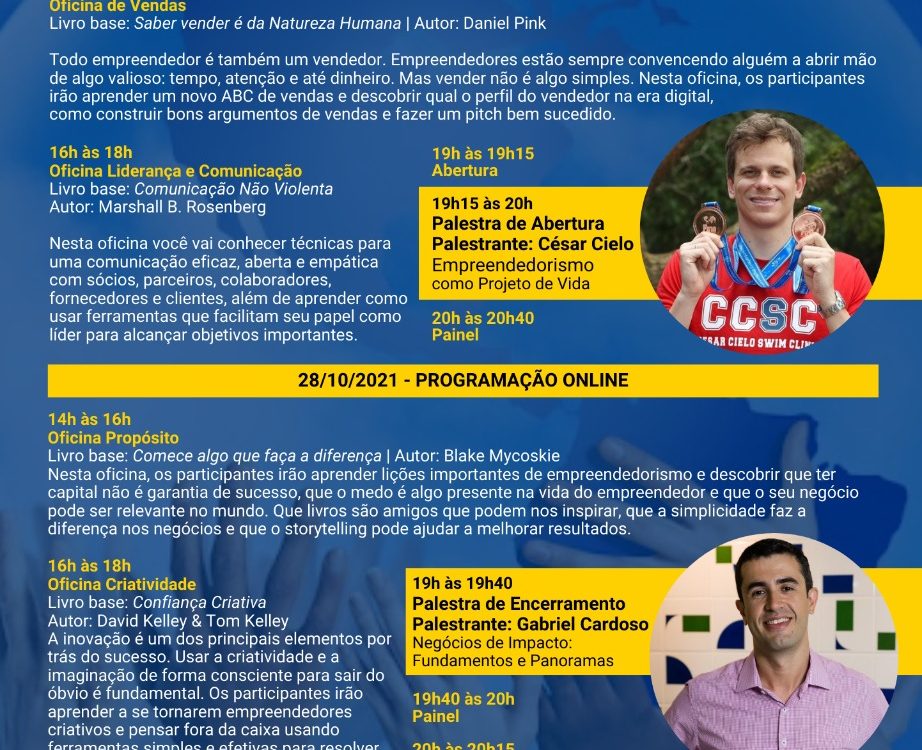 Oficina de Vendas
Livro base: Saber vender é da Natureza Humana | Autor: Daniel Pink
Todo empreendedor é também um vendedor. Empreendedores estão sempre convencendo alguém a abrir mão
de algo valioso: tempo, atenção e até dinheiro. Mas vender não é algo simples. Nesta oficina, os participantes
irão aprender um novo ABC de vendas e descobrir qual o perfil do vendedor na era digital,
como construir bons argumentos de vendas e fazer um pitch bem sucedido.
16h às 18h
Oficina Liderança e Comunicação
Livro base: Comunicação Não Violenta
Autor: Marshall B. Rosenberg
Nesta oficina você vai conhecer técnicas para
uma comunicação eficaz, aberta e empática
com sócios, parceiros, colaboradores,
fornecedores e clientes, além de aprender como
usar ferramentas que facilitam seu papel como
líder para alcançar objetivos importantes.
19h às 19h15
Abertura
19h15 às 20h
Palestra de Abertura
Palestrante: César Cielo
Empreendedorismo
como Projeto de Vida
20h às 20h40
Painel
CCSC
ESAR CIELO SWIM CLIN
28/10/2021 - PROGRAMAÇÃO ONLINE
14h às 16h
Oficina Propósito
Livro base: Comece algo que faça a diferença | Autor: Blake Mycoskie
Nesta oficina, os participantes irão aprender lições importantes de empreendedorismo e descobrir que ter
capital não é garantia de sucesso, que o medo é algo presente na vida do empreendedor e que o seu negócio
pode ser relevante no mundo. Que livros são amigos que podem nos inspirar, que a simplicidade faz a
diferença nos negócios e que o storytelling pode ajudar a melhorar resultados.
16h às 18h
Oficina Criatividade
Livro base: Confiança Criativa
Autor: David Kelley & Tom Kelley
A inovação é um dos principais elementos por
trás do sucesso. Usar a criatividade e a
imaginação de forma consciente para sair do
óbvio é fundamental. Os participantes irão
aprender a se tornarem empreendedores
criativos e pensar fora da caixa usando
ferramentas simples e efetivas para resolver
19h às 19h40
Palestra de Encerramento
Palestrante: Gabriel Cardoso
Negócios de Impacto:
Fundamentos e Panoramas
19h40 às 20h
Painel
20h às 20h15